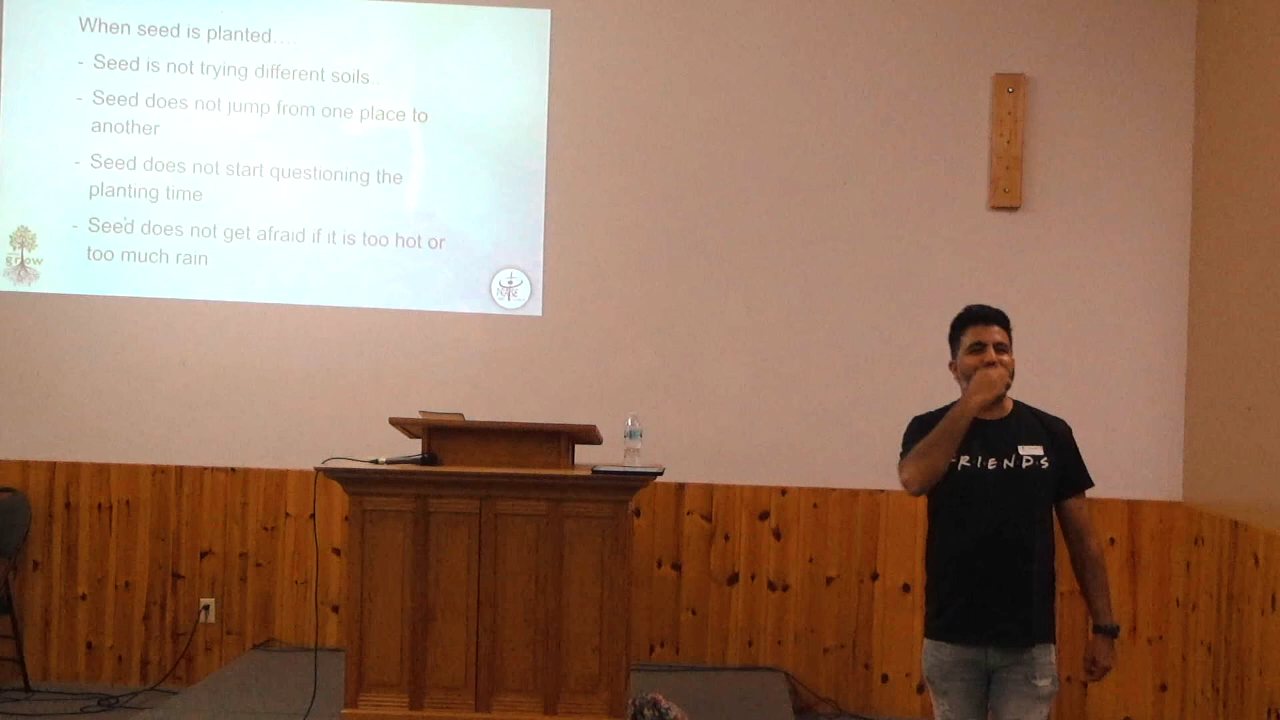 When seed is planted....
- Seed is not trying different soils..
- Seed does not jump from one place to
another
- Seed does not start questioning the
planting time
- Seed does not get afraid if it is too hot or
too much rain
grow
F·R·I·E·N·D·S